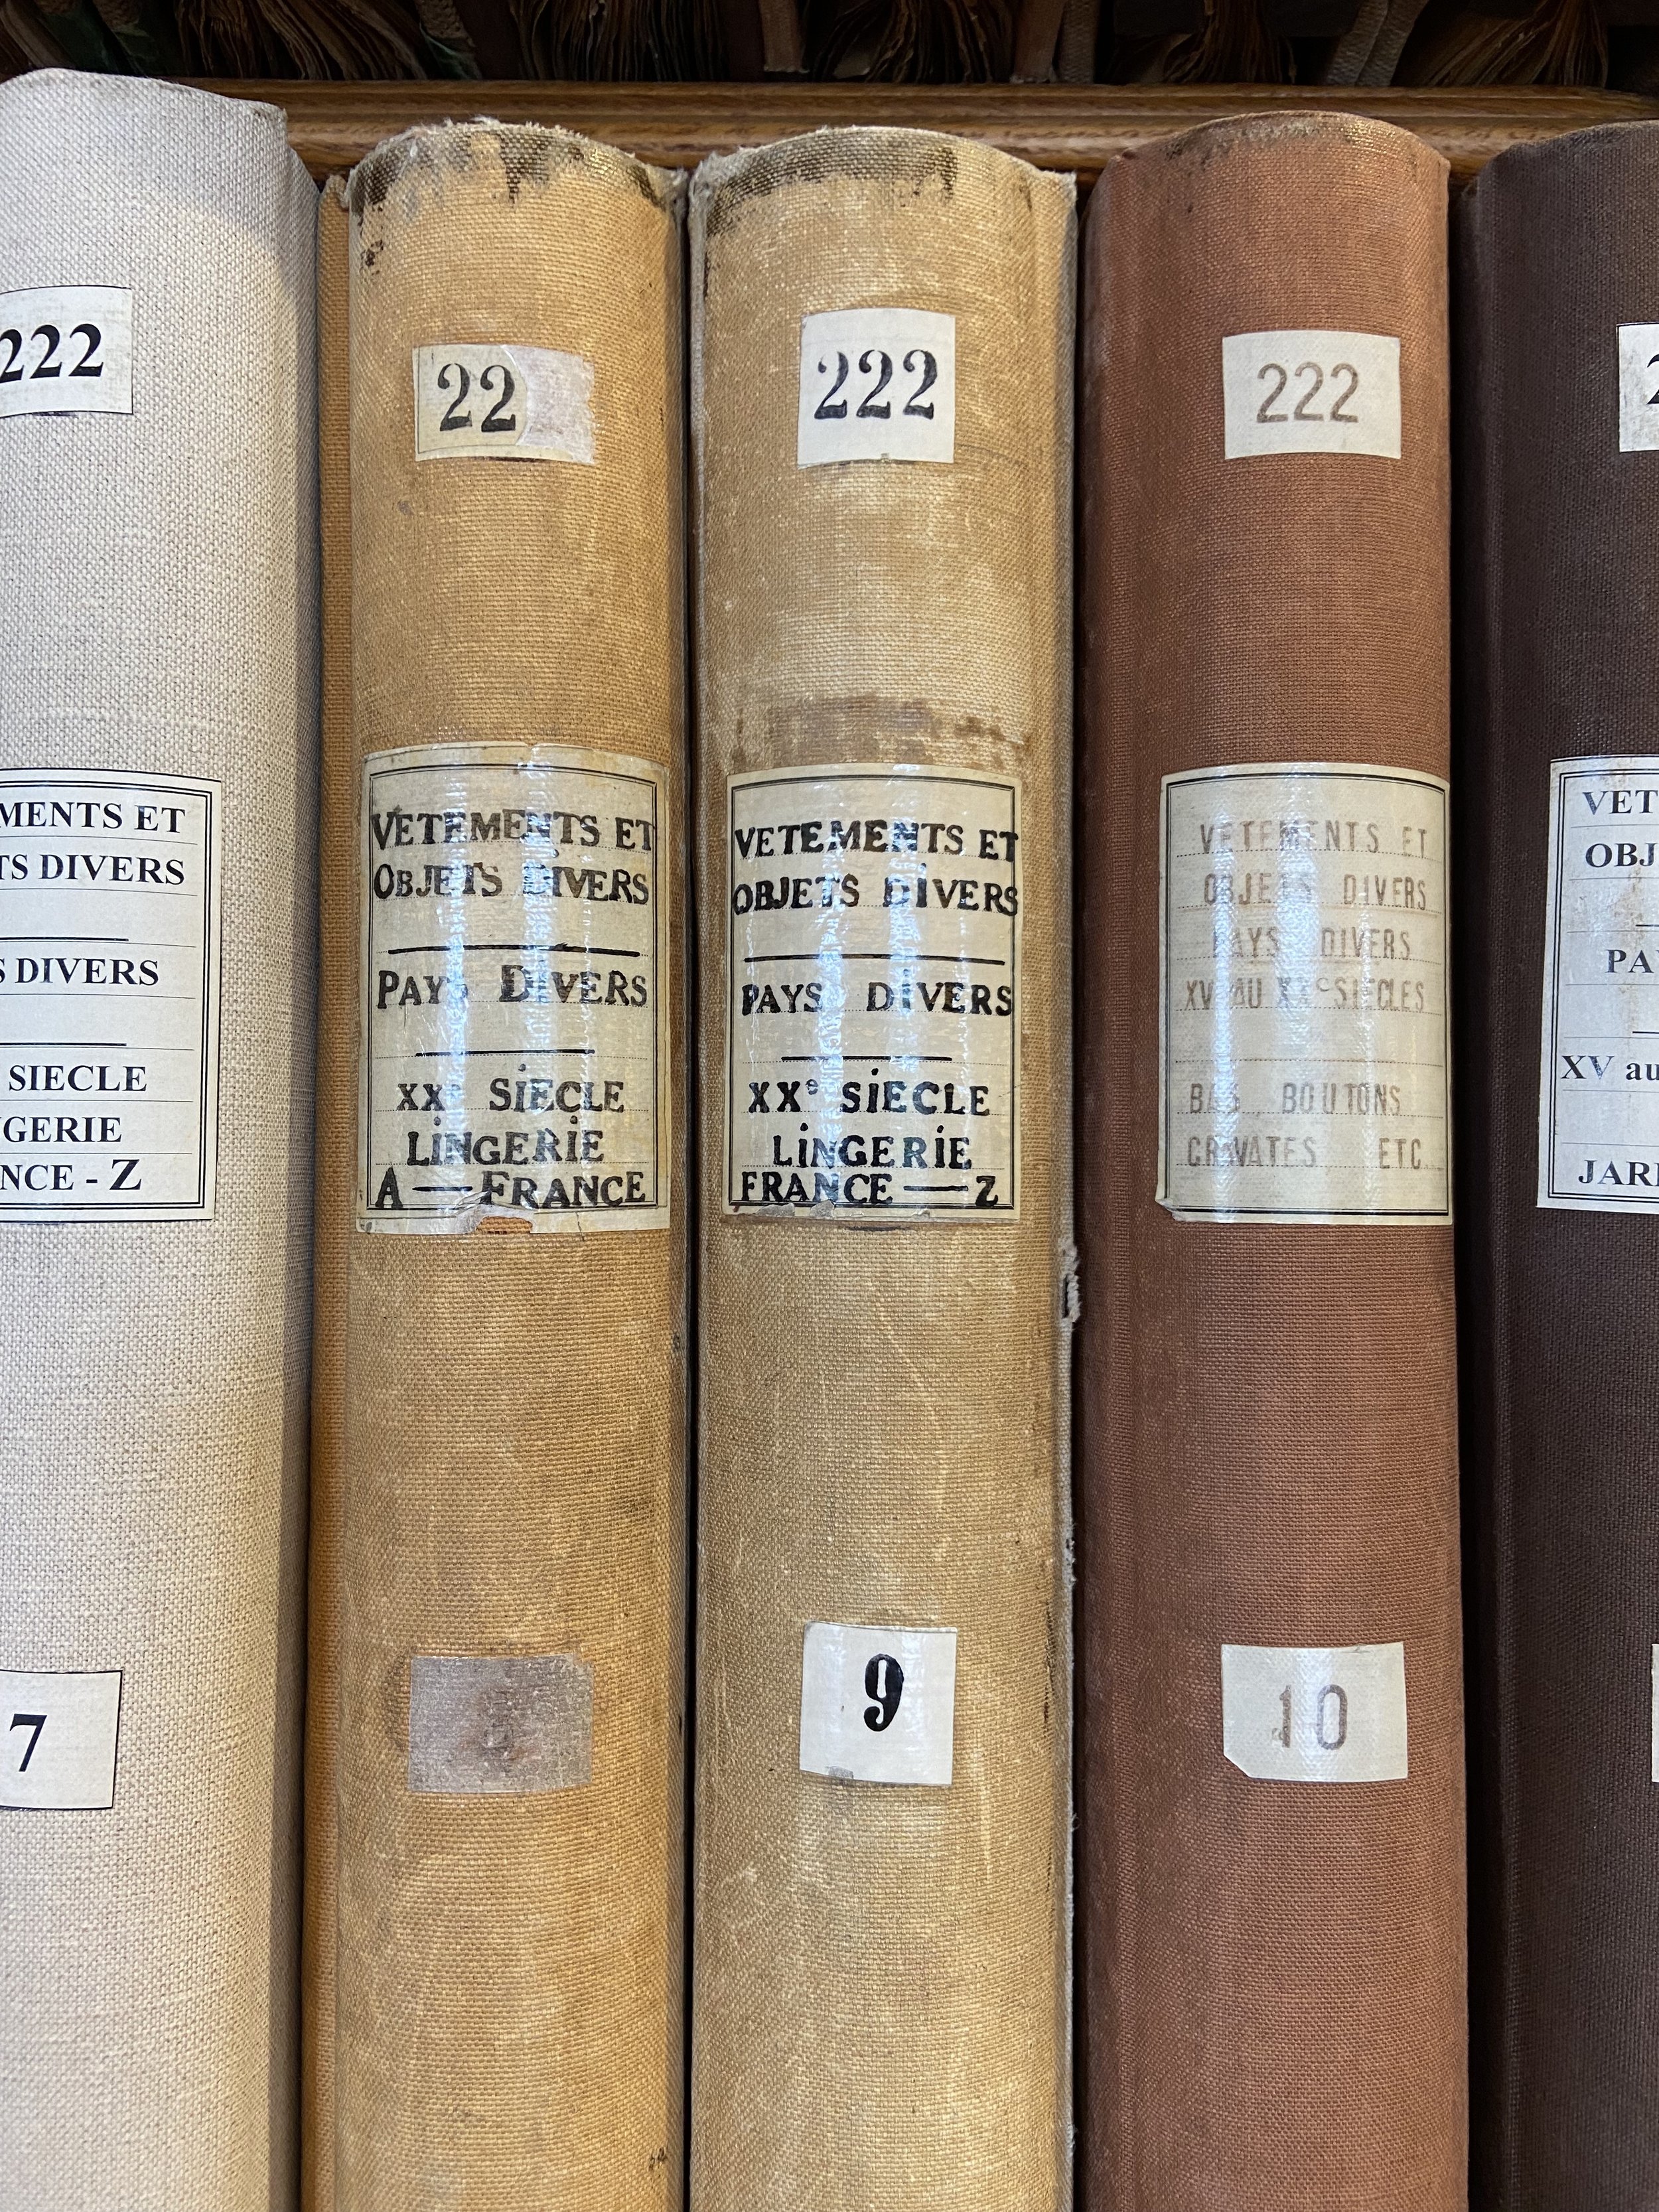 222
MENTS ET
TS DIVERS
S DIVERS
SIECLE
GERIE
NCE - Z
7
22
VETEMENTS ET
OBJETS DIVERS
PAYS DIVERS
XXe SIECLE
LINGERIE
A — FRANCE
222
VETEMENTS ET
OBJETS DIVERS
PAYS DIVERS
XXe SIECLE
LINGERIE
FRANCE — Z
9
222
VETEMENTS ET
OBJETS DIVERS
PAYS DIVERS
XV AU XXe SIECLES
BAS BOUTONS
CRAVATES ETC
10
2
VET
OBJ
PA
XV au
JAR